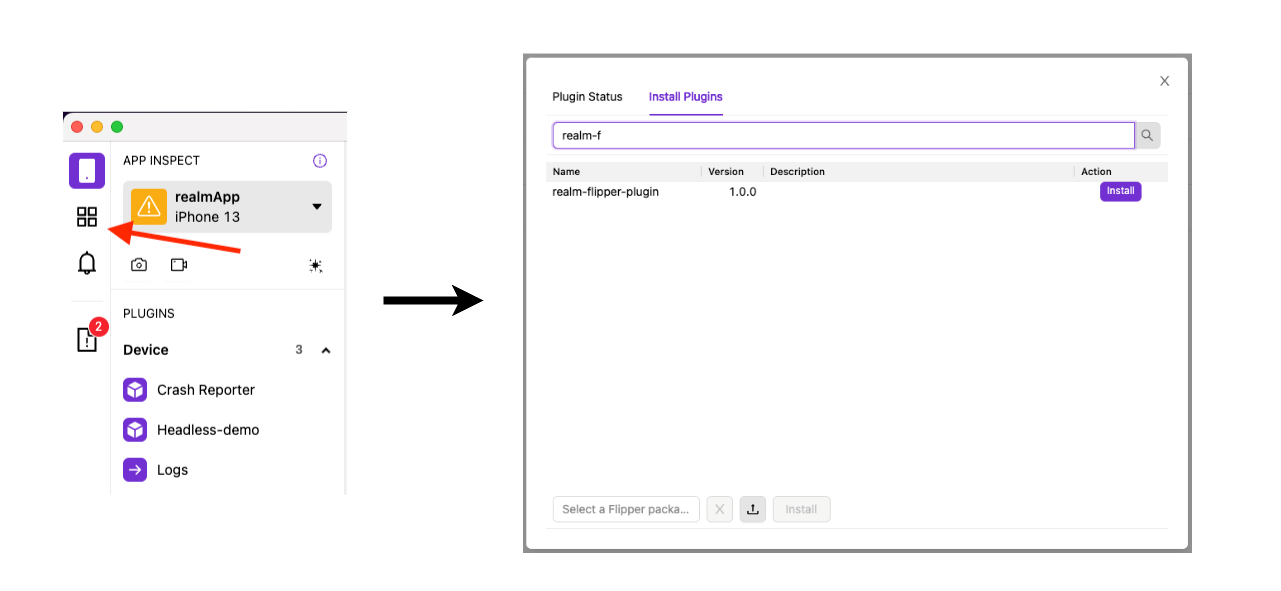 APP INSPECT
realmApp
iPhone 13
2
PLUGINS
Device 3
Crash Reporter
Headless-demo
Logs
Plugin Status Install Plugins
realm-f
Name Version Description Action
realm-flipper-plugin 1.0.0 Install
Select a Flipper packa... Install